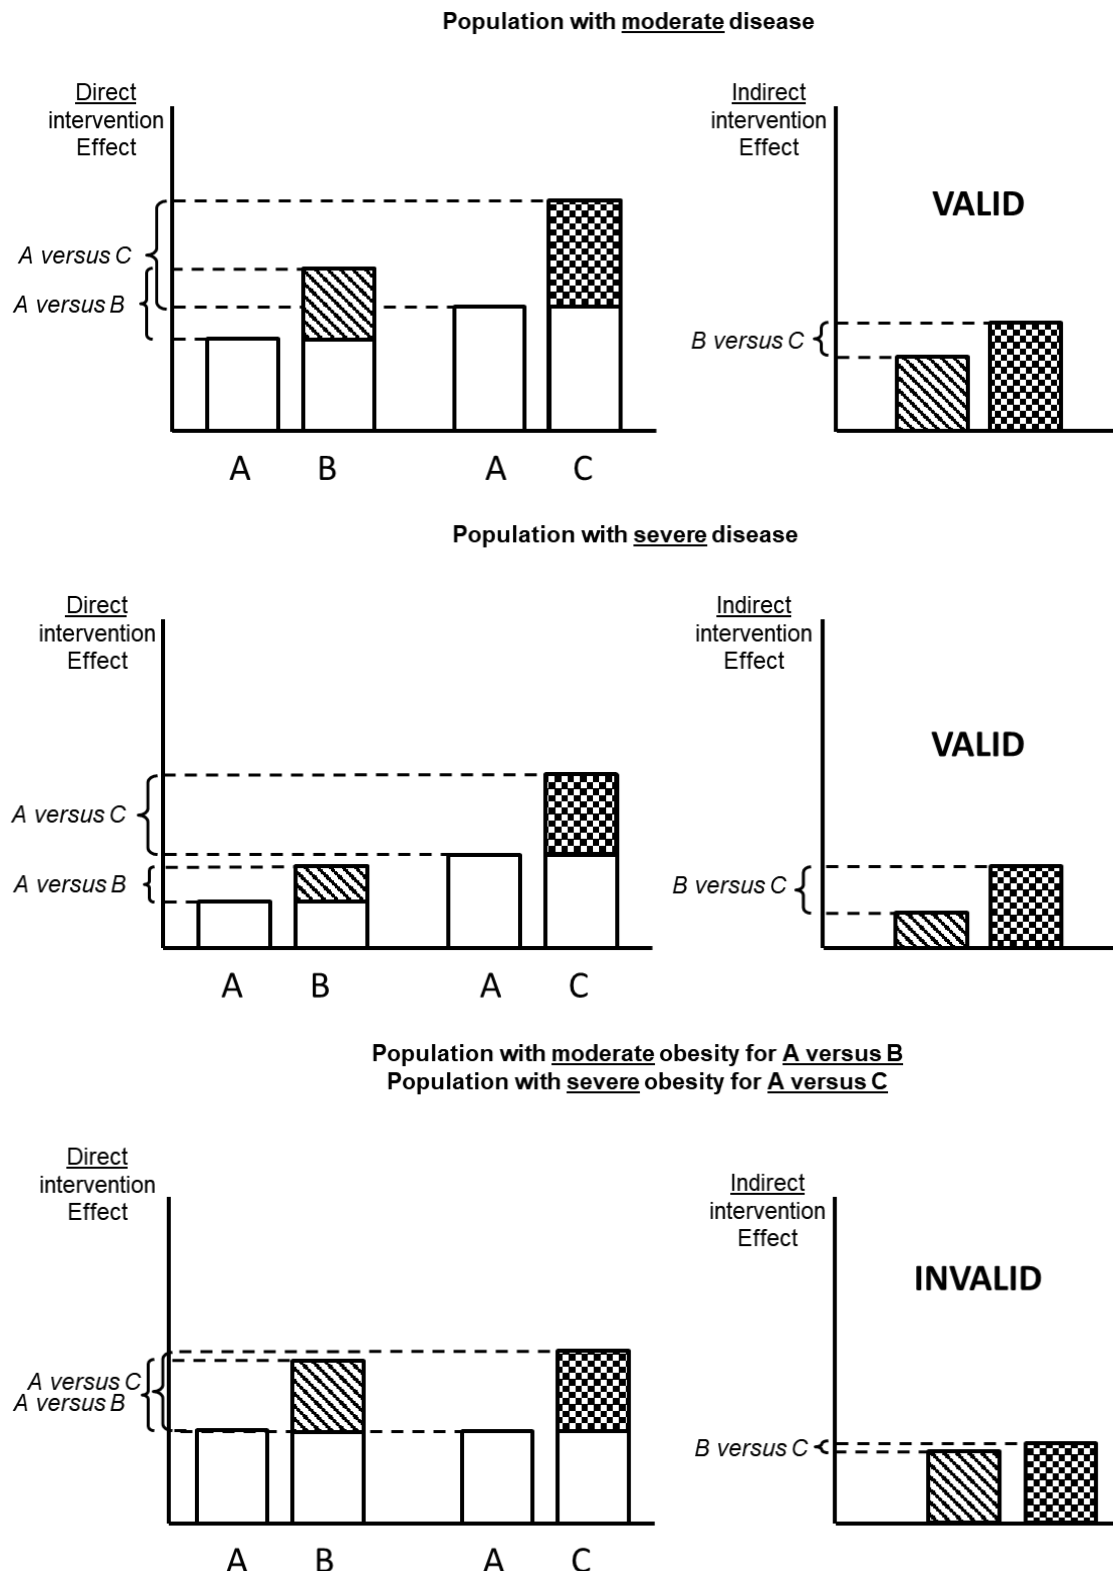 Population with moderate disease
Direct
intervention
Effect
Indirect
intervention
Effect
VALID
A versus C
A versus B
B versus C
A B A C
Population with severe disease
Direct
intervention
Effect
Indirect
intervention
Effect
VALID
A versus C
A versus B
B versus C
A B A C
Population with moderate obesity for A versus B
Population with severe obesity for A versus C
Direct
intervention
Effect
Indirect
intervention
Effect
INVALID
A versus C
A versus B
B versus C
A B A C